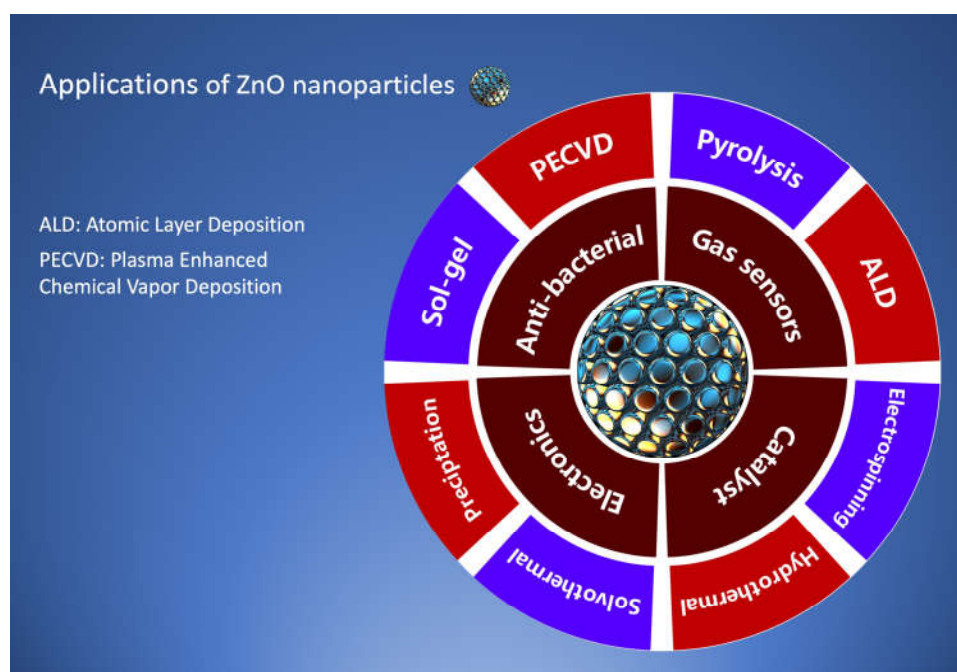 Applications of ZnO nanoparticles
ALD: Atomic Layer Deposition
PECVD: Plasma Enhanced
Chemical Vapor Deposition
PECVD
Pyrolysis
ALD
Electrospinning
Hydrothermal
Solvothermal
Preciptation
Sol-gel
Anti-bacterial
Gas sensors
Catalyst
Electronics